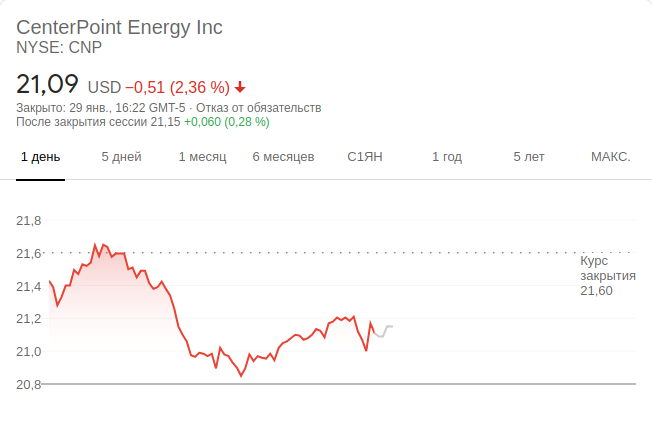 CenterPoint Energy Inc
NYSE: CNP
21,09 USD −0,51 (2,36 %)
Закрыто: 29 янв., 16:22 GMT-5 · Отказ от обязательств
После закрытия сессии 21,15 +0,060 (0,28 %)
1 день 5 дней 1 месяц 6 месяцев С1ЯН 1 год 5 лет МАКС.
21,8
21,6
Курс
закрытия
21,60
21,4
21,2
21,0
20,8